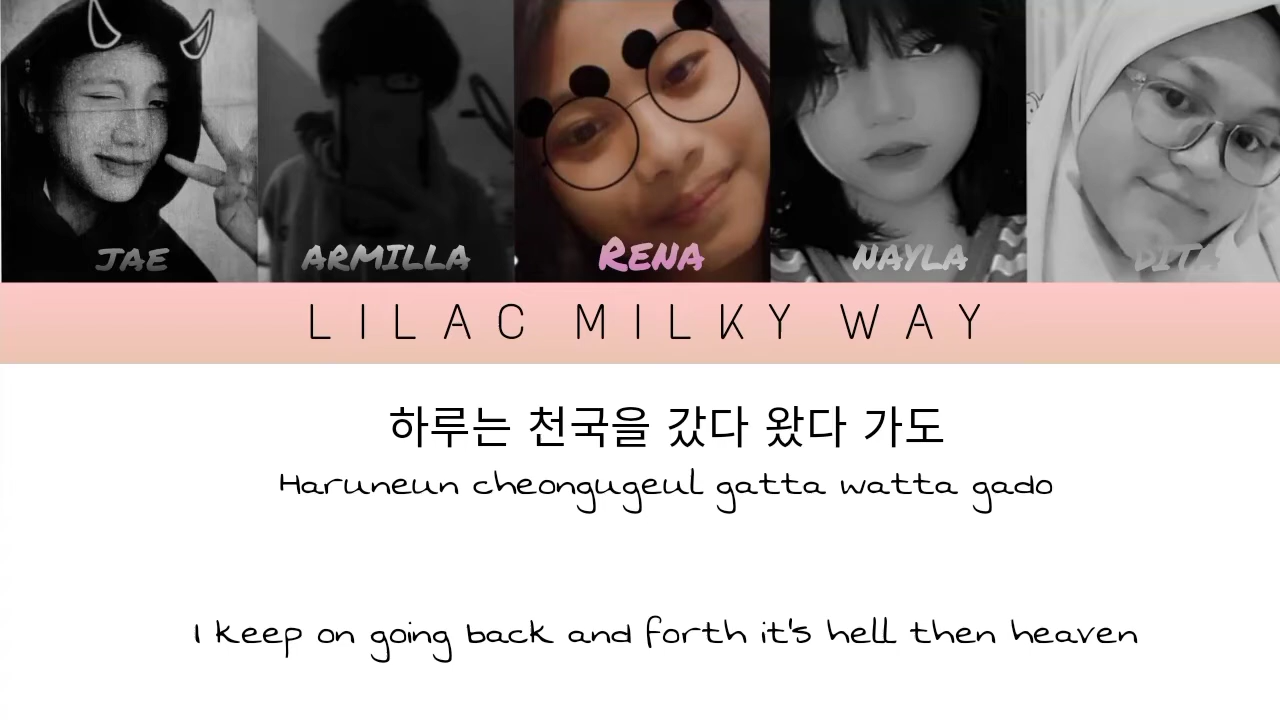 JAE
ARMILLA
RENA
NAYLA
LILAC MILKY WAY
하루는 천국을 갔다 왔다 가도
Haruneun cheongugeul gatta watta gado
I keep on going back and forth it's hell then heaven